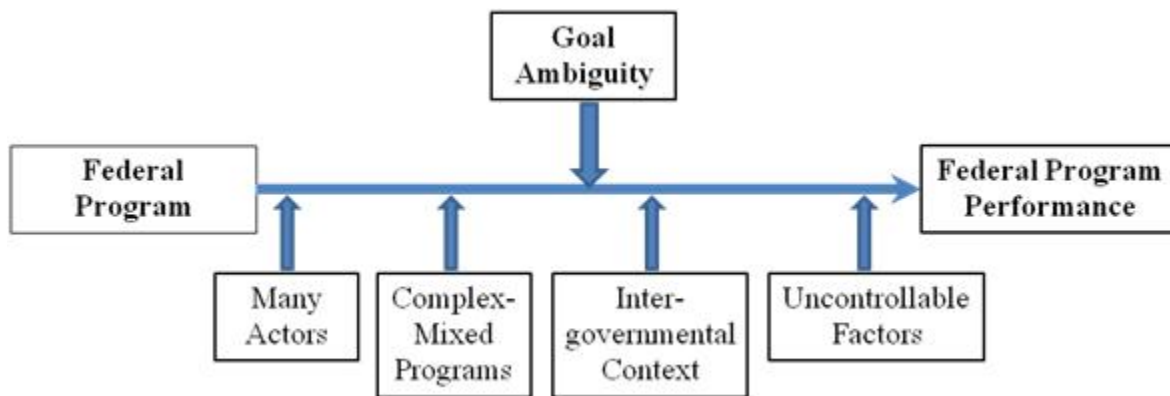 Goal
Ambiguity
Federal
Program
Federal Program
Performance
Many
Actors
Complex-
Mixed
Programs
Inter-
governmental
Context
Uncontrollable
Factors